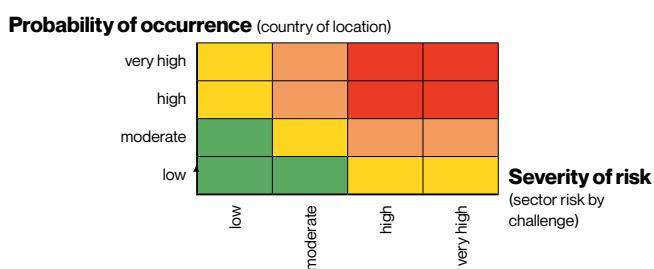 Probability of occurrence (country of location)
very high
high
moderate
low
Severity of risk
(sector risk by
challenge)
low
moderate
high
very high